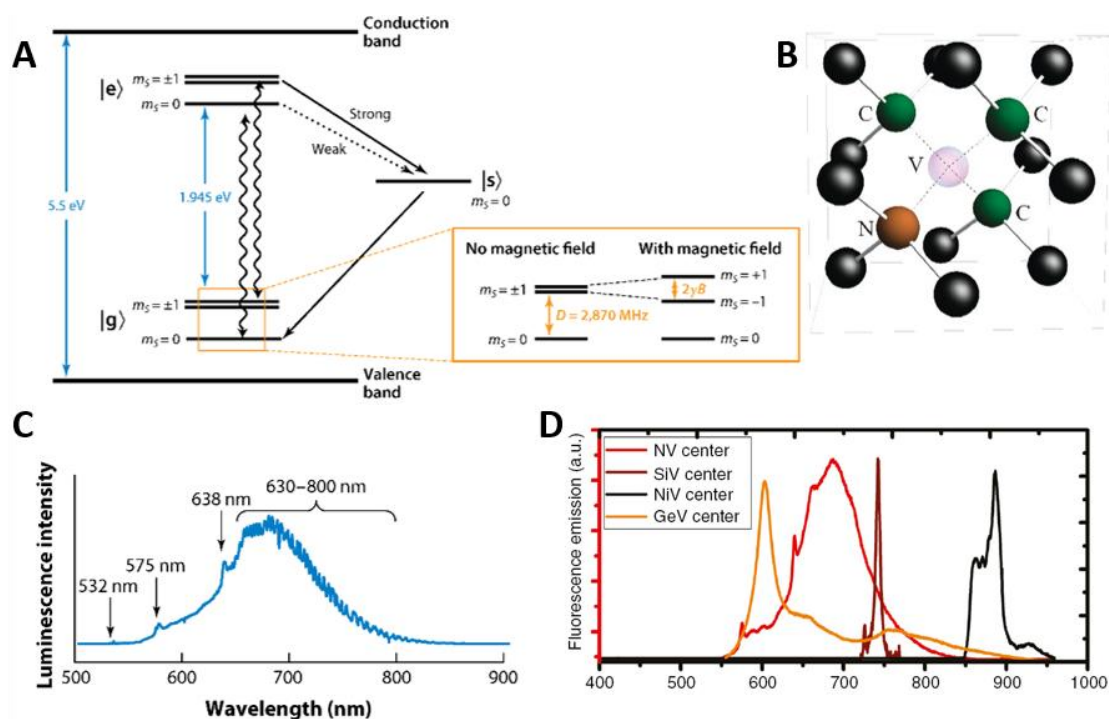 A
Conduction
band
|e⟩
mS = ±1
mS = 0
Strong
Weak
|s⟩
mS = 0
5.5 eV
1.945 eV
|g⟩
mS = ±1
mS = 0
Valence
band
No magnetic field
With magnetic field
mS = ±1
D = 2,870 MHz
mS = 0
mS = +1
2γB
mS = −1
mS = 0
B
C
C
V
N
C
C
Luminescence intensity
532 nm
575 nm
638 nm
630–800 nm
500
600
700
800
900
Wavelength (nm)
D
Fluorescence emission (a.u.)
NV center
SiV center
NiV center
GeV center
400
500
600
700
800
900
1000